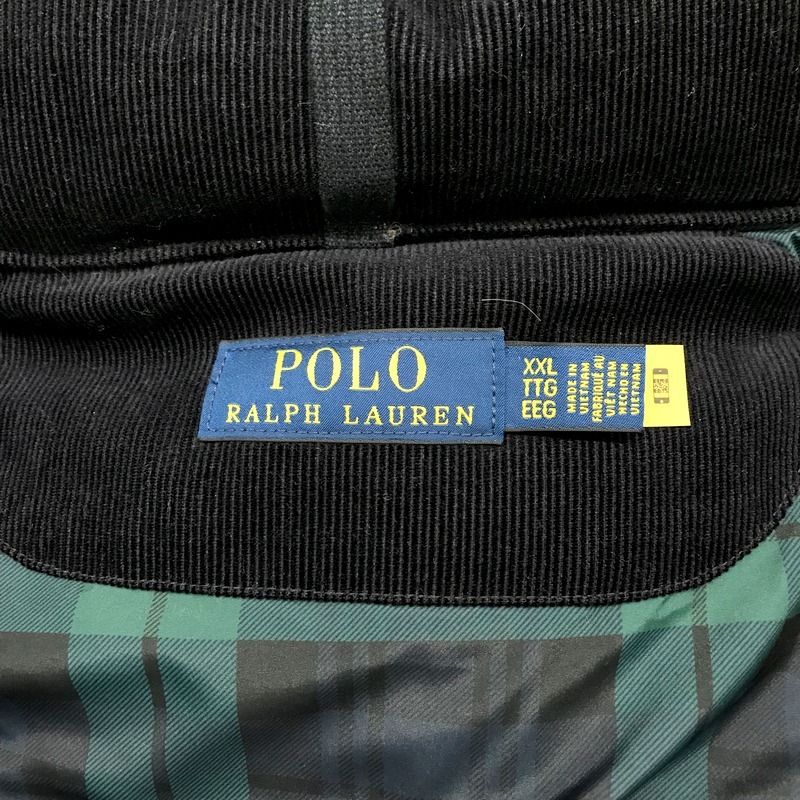 POLO
RALPH LAUREN
XXL
TTG
EEG
MADE IN
VIETNAM
FABRIQUÉ AU
VIÊT NAM
HECHO EN
VIETNAM